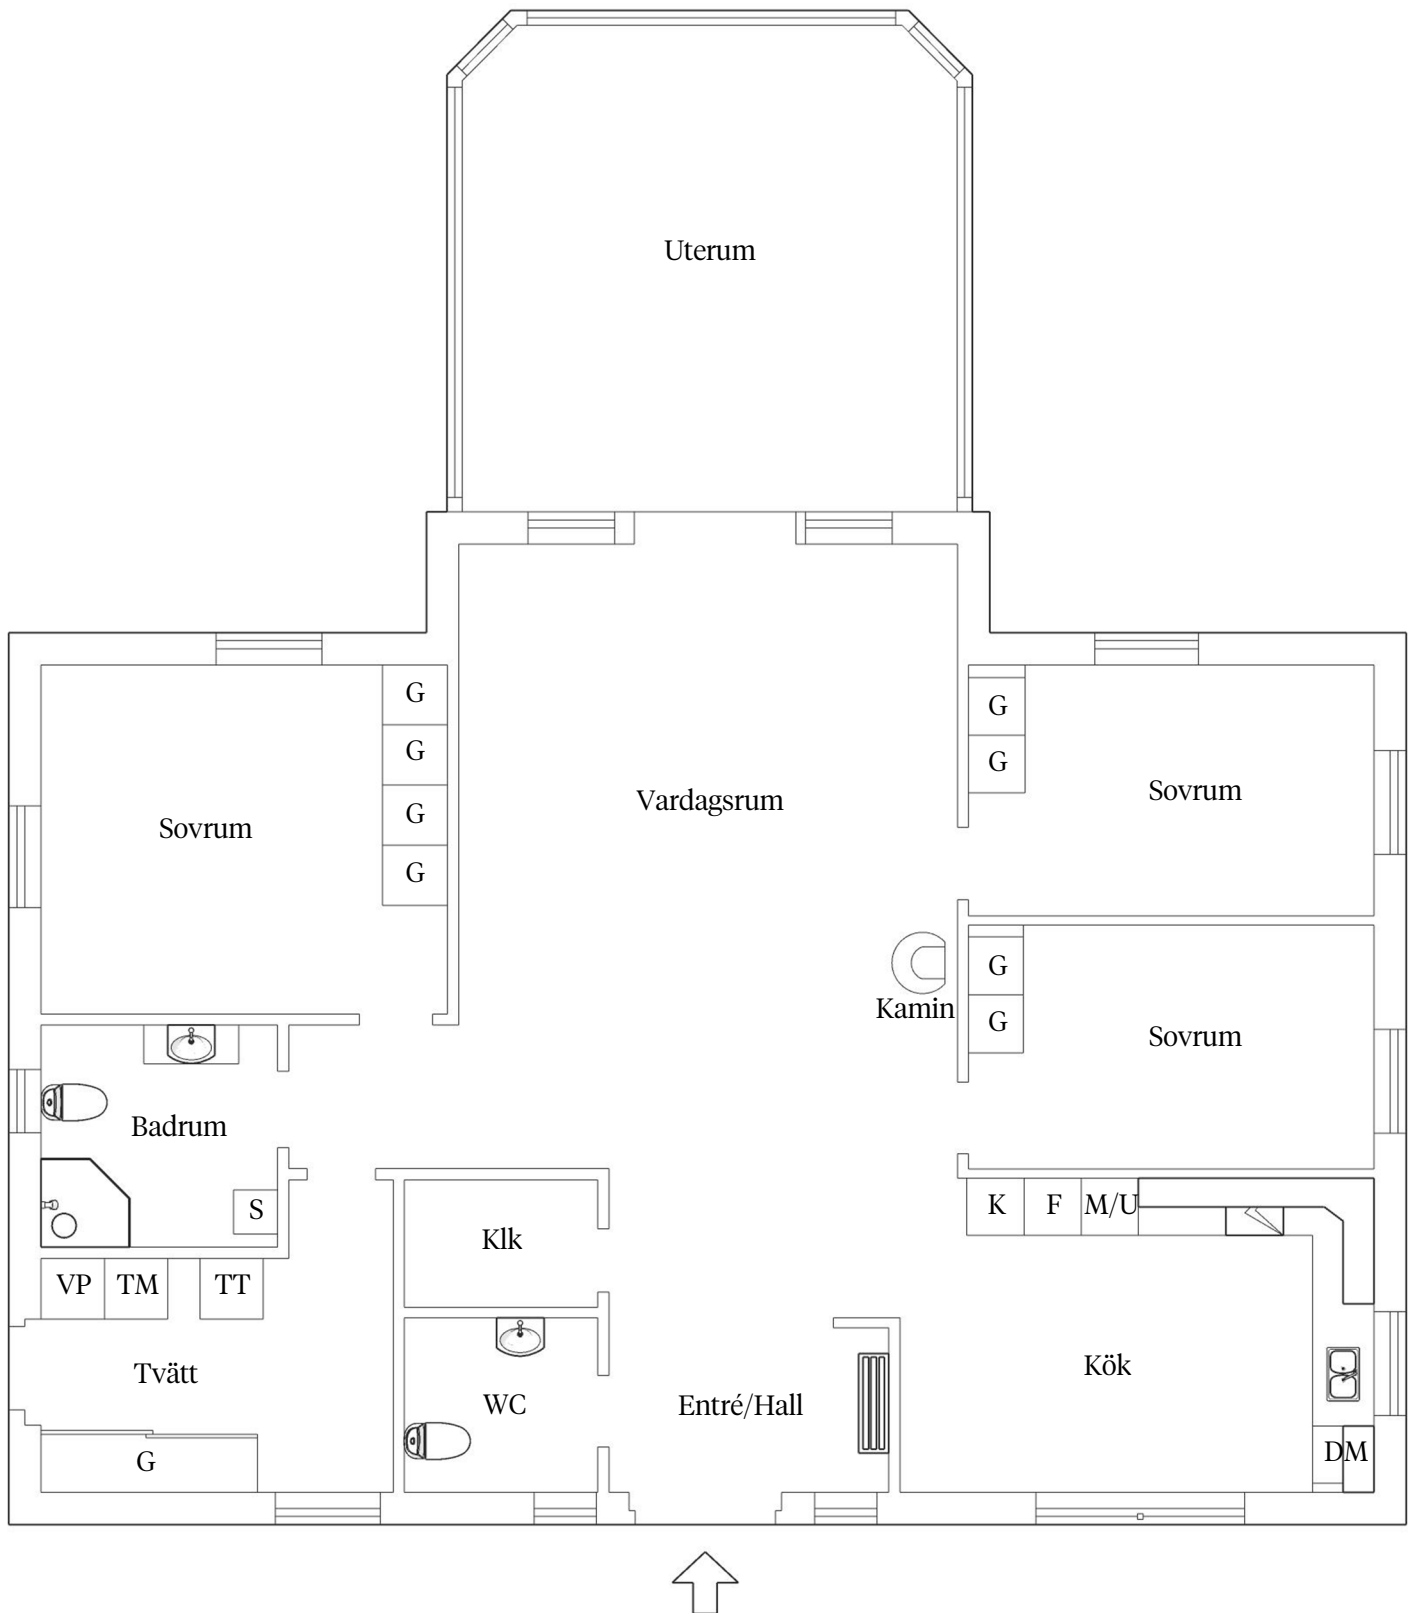 Uterum
G
G
G
G
G
G
Sovrum
Vardagsrum
Sovrum
G
G
Kamin
Sovrum
Badrum
S
K
F
M/U
Klk
VP
TM
TT
Tvätt
Kök
WC
Entré/Hall
G
DM